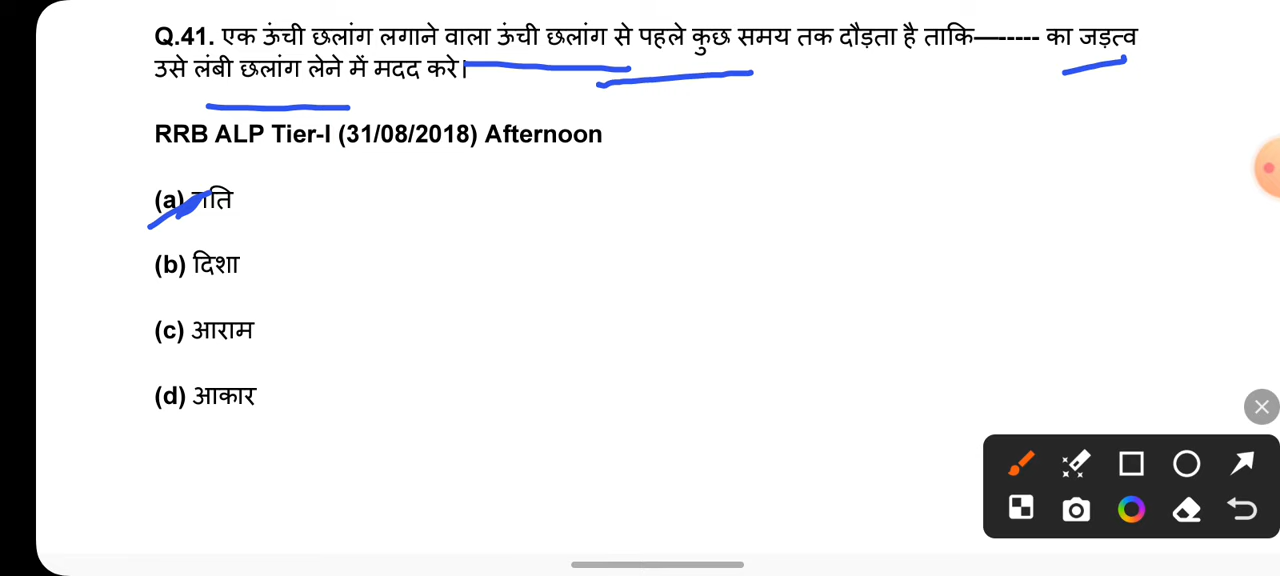 Q.41. एक ऊंची छलांग लगाने वाला ऊंची छलांग से पहले कुछ समय तक दौड़ता है ताकि—----- का जड़त्व
उसे लंबी छलांग लेने में मदद करे।
RRB ALP Tier-I (31/08/2018) Afternoon
(a) गति
(b) दिशा
(c) आराम
(d) आकार